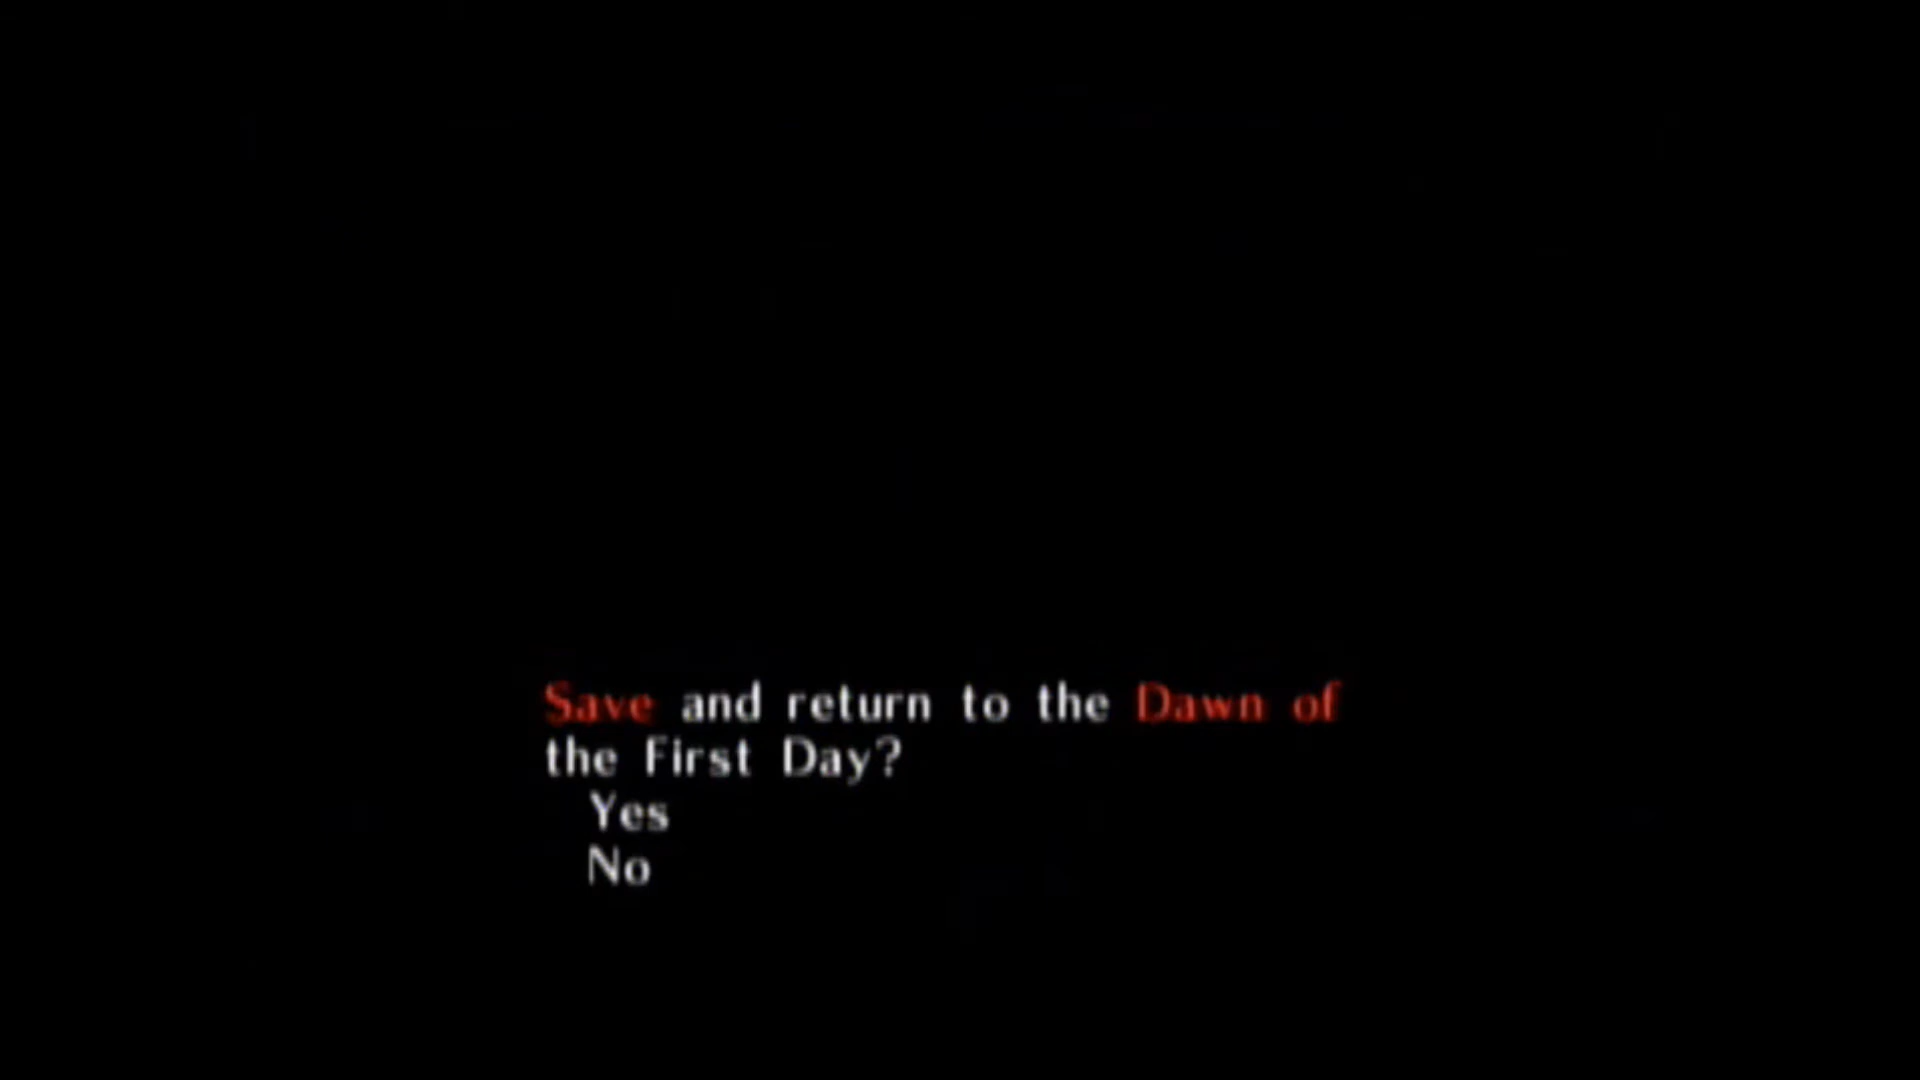 Save and return to the Dawn of
the First Day?
Yes
No